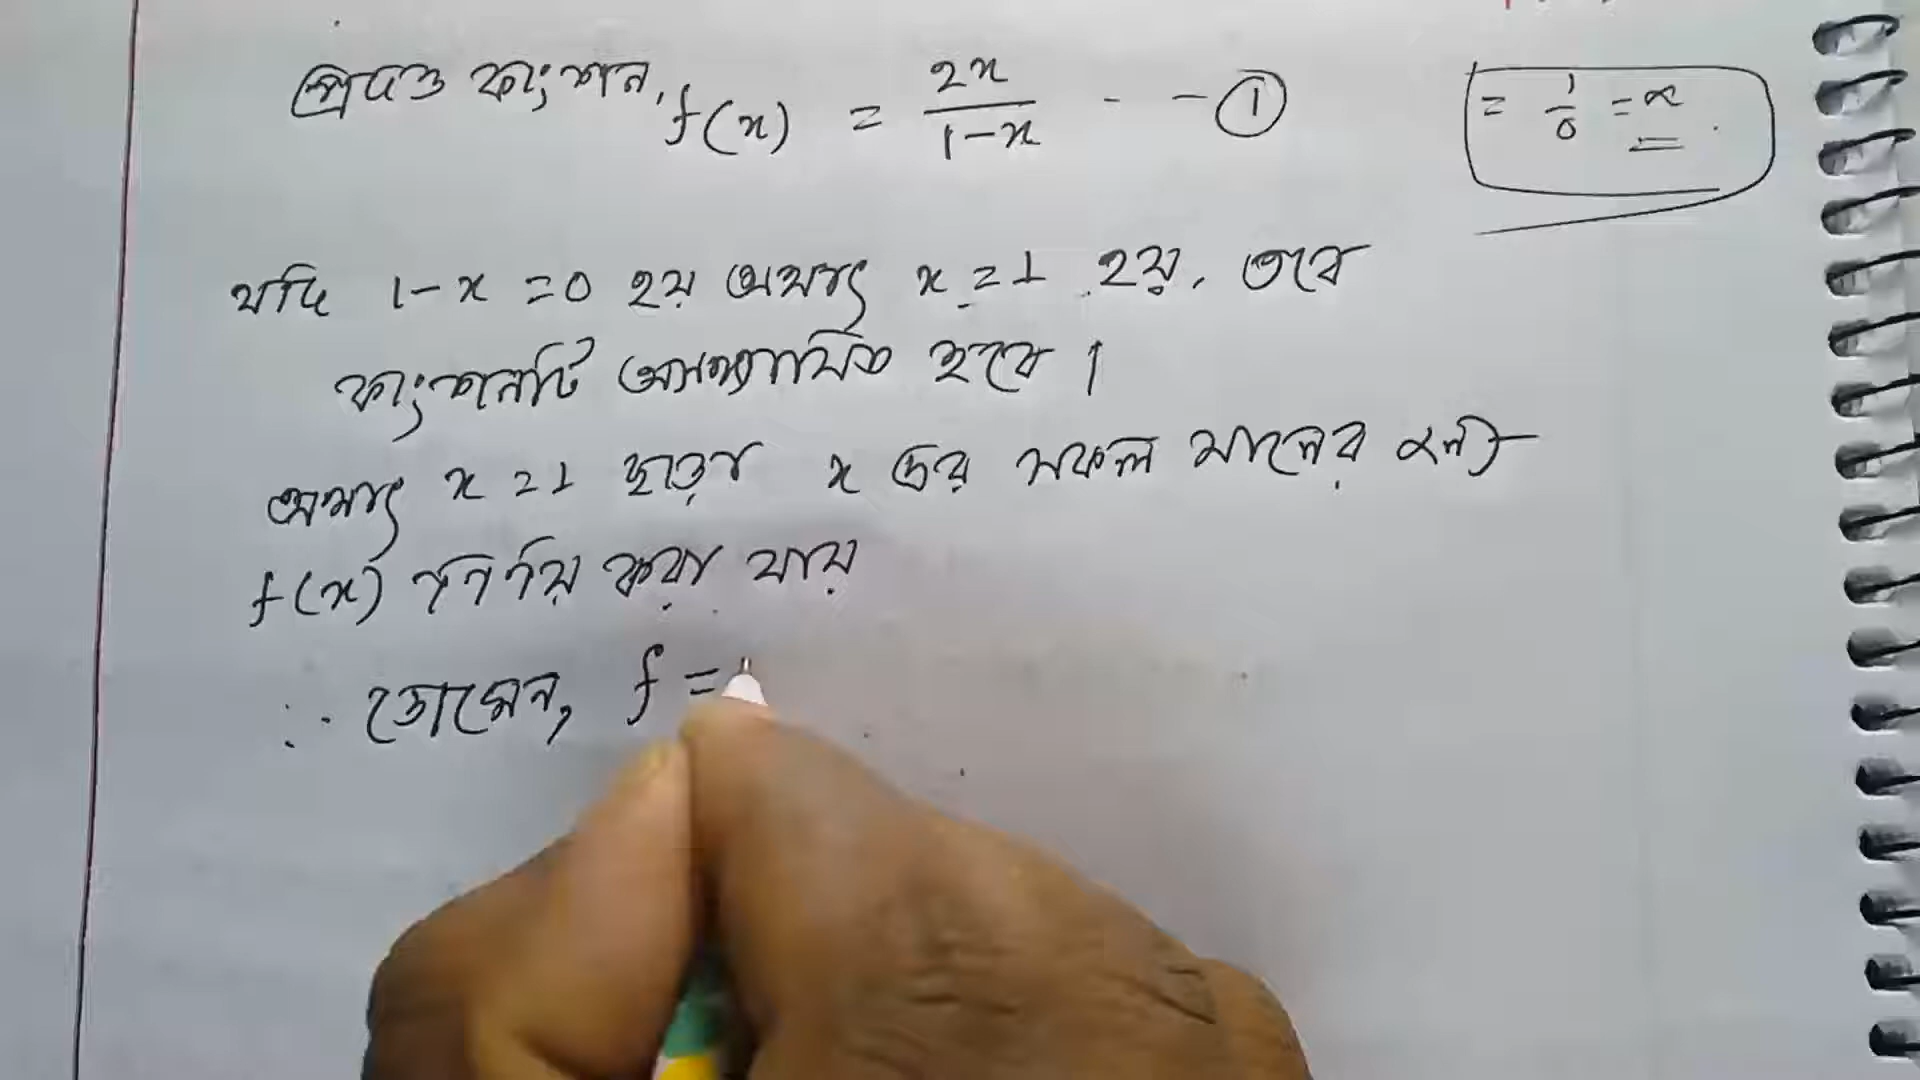 প্রদত্ত ফাংশন, f(x) = 2x/1-x - - ①
= 1/0 = ∝
যদি 1-x = 0 হয় অর্থাৎ x = 1 হয়, তবে
ফাংশনটি অসংজ্ঞায়িত হবে।
অর্থাৎ x = 1 ছাড়া x এর সকল মানের জন্য
f(x) নির্ণয় করা যায়
∴ ডোমেন, f =